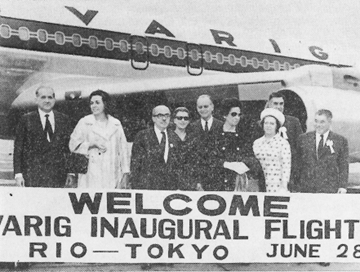 VARIG
WELCOME
VARIG INAUGURAL FLIGHT
RIO — TOKYO JUNE 28